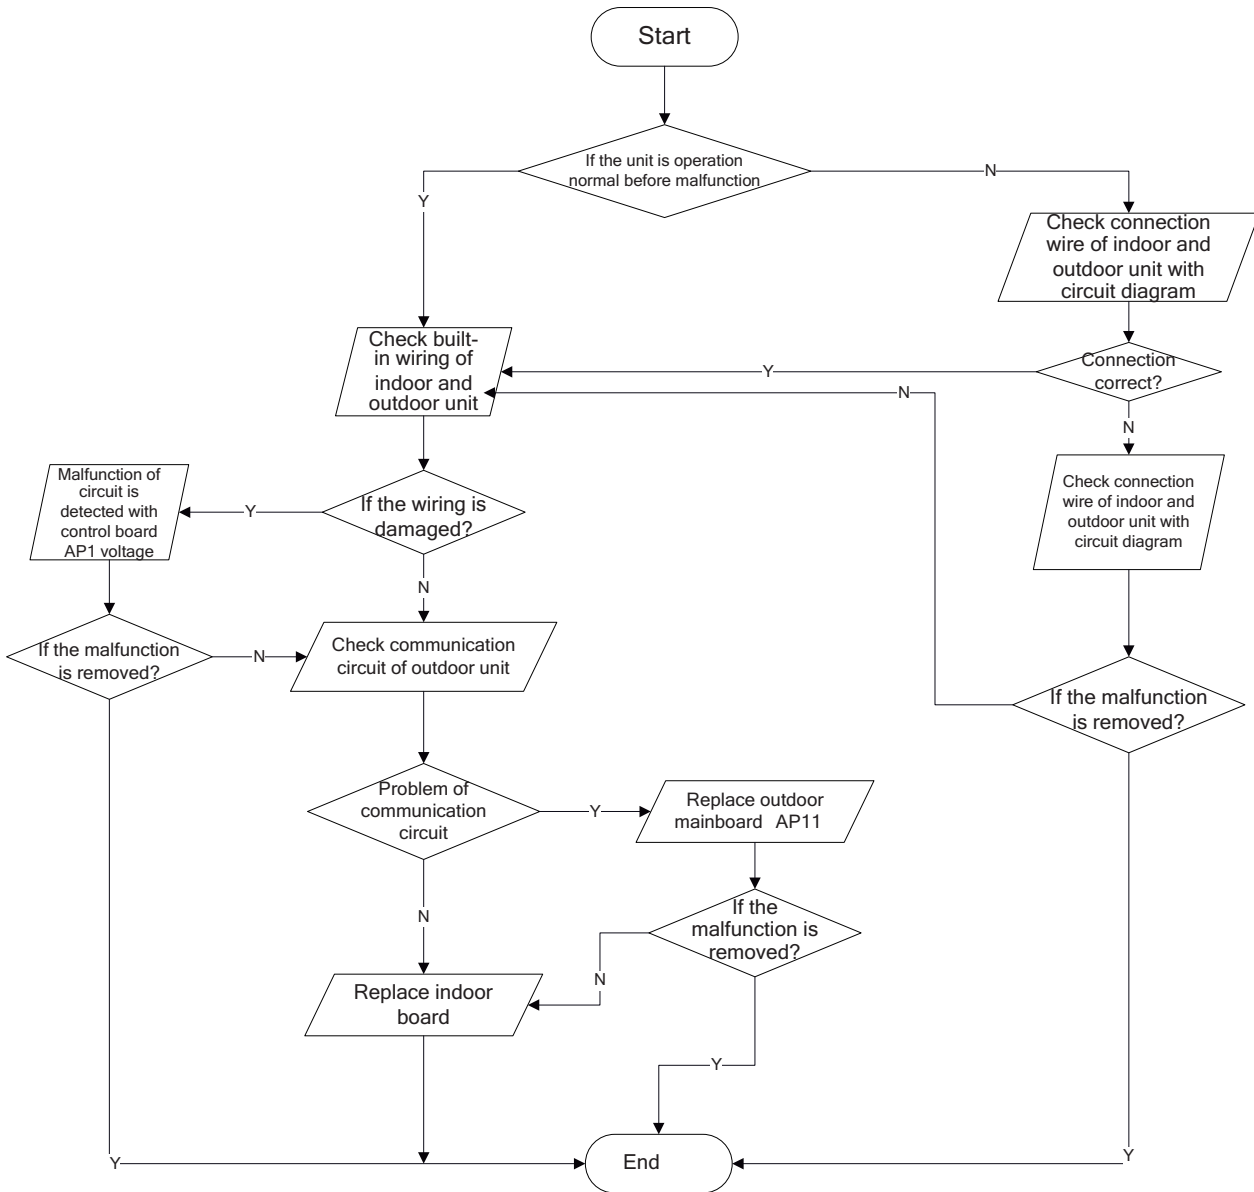 Start
If the unit is operation
normal before malfunction
N
Y
Check connection
wire of indoor and
outdoor unit with
circuit diagram
Check built-
in wiring of
indoor and
outdoor unit
Y
Connection
correct?
N
N
Malfunction of
circuit is
detected with
control board
AP1 voltage
Y
If the wiring is
damaged?
Check connection
wire of indoor and
outdoor unit with
circuit diagram
N
If the malfunction
is removed?
N
Check communication
circuit of outdoor unit
If the malfunction
is removed?
Problem of
communication
circuit
Y
Replace outdoor
mainboard AP11
N
If the
malfunction is
removed?
N
Replace indoor
board
Y
Y
End
Y